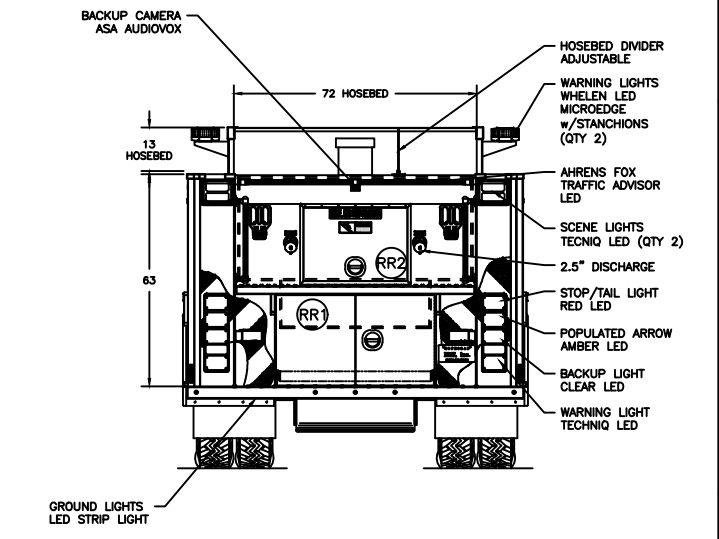 BACKUP CAMERA
ASA AUDIOVOX
HOSEBED DIVIDER
ADJUSTABLE
72 HOSEBED
WARNING LIGHTS
WHELEN LED
MICROEDGE
w/STANCHIONS
(QTY 2)
13
HOSEBED
AHRENS FOX
TRAFFIC ADVISOR
LED
SCENE LIGHTS
TECNIQ LED (QTY 2)
2.5" DISCHARGE
RR2
63
STOP/TAIL LIGHT
RED LED
RR1
POPULATED ARROW
AMBER LED
BACKUP LIGHT
CLEAR LED
WARNING LIGHT
TECHNIQ LED
GROUND LIGHTS
LED STRIP LIGHT